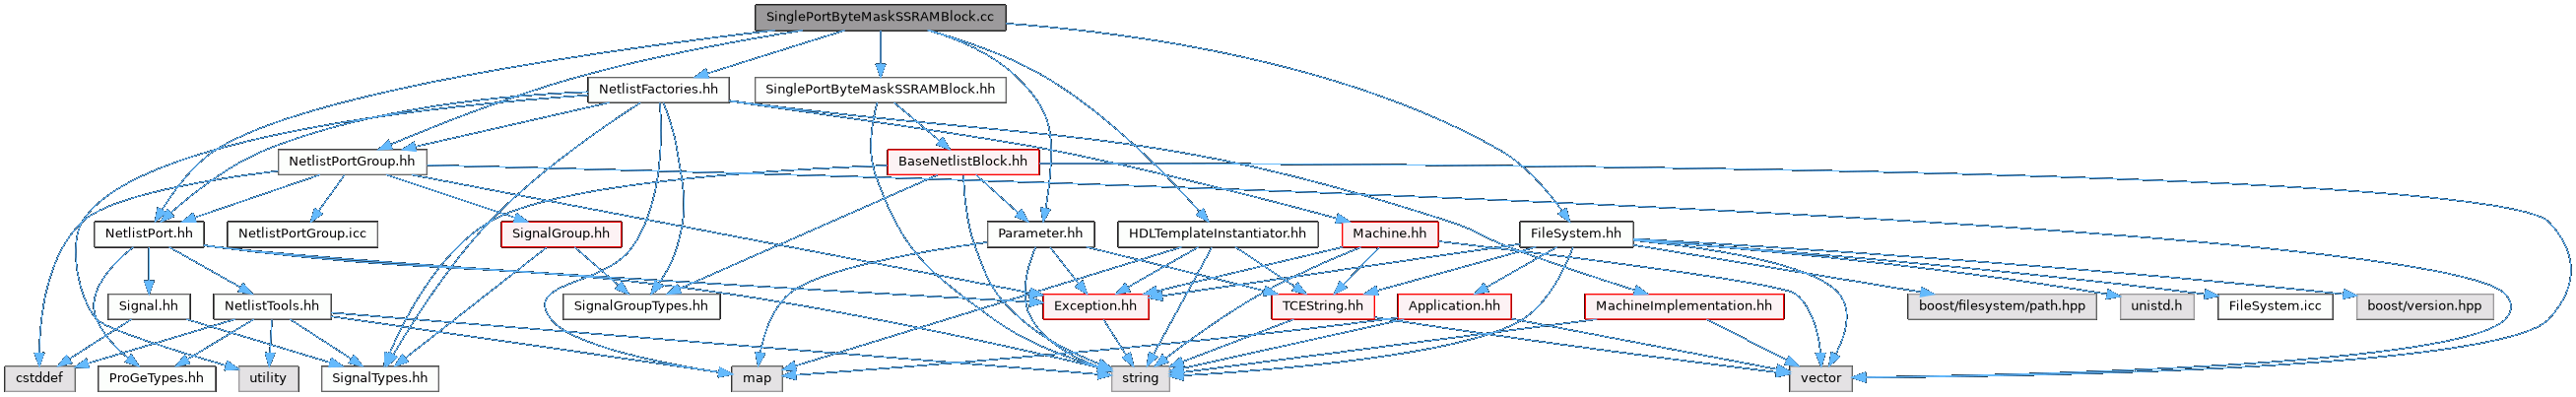 SinglePortByteMaskSSRAMBlock.cc
NetlistFactories.hh
SinglePortByteMaskSSRAMBlock.hh
NetlistPortGroup.hh
BaseNetlistBlock.hh
NetlistPort.hh
NetlistPortGroup.icc
SignalGroup.hh
Parameter.hh
HDLTemplateInstantiator.hh
Machine.hh
FileSystem.hh
Signal.hh
NetlistTools.hh
SignalGroupTypes.hh
Exception.hh
TCEString.hh
Application.hh
MachineImplementation.hh
boost/filesystem/path.hpp
unistd.h
FileSystem.icc
boost/version.hpp
cstddef
ProGeTypes.hh
utility
SignalTypes.hh
map
string
vector